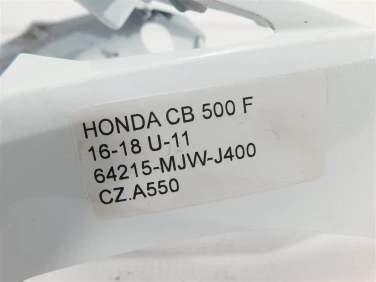 HONDA CB 500 F
16-18 U-11
64215-MJW-J400
CZ.A550